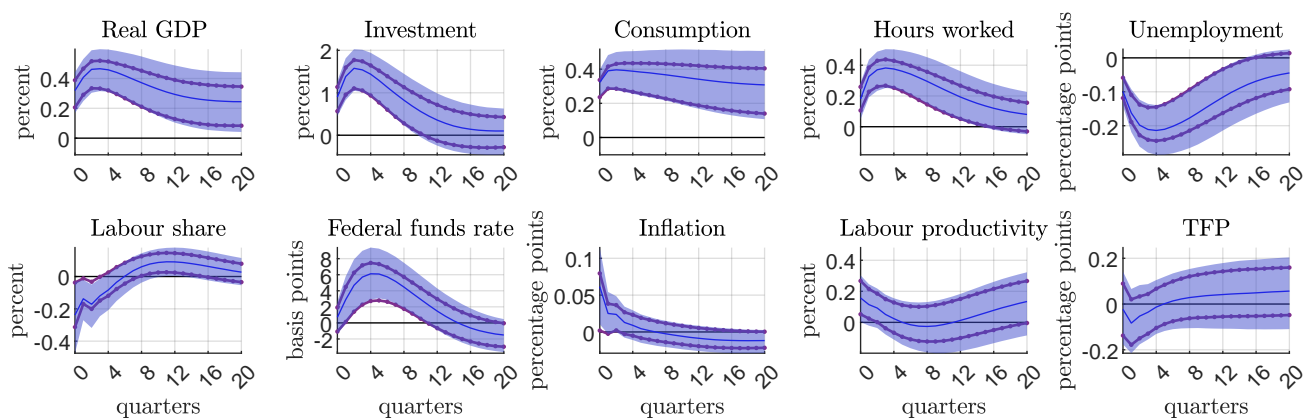 Real GDP
percent
0.4
0.2
0
0 4 8 12 16 20
Investment
percent
2
1
0
0 4 8 12 16 20
Consumption
percent
0.4
0.2
0
0 4 8 12 16 20
Hours worked
percent
0.4
0.2
0
0 4 8 12 16 20
Unemployment
percentage points
0
-0.1
-0.2
0 4 8 12 16 20
Labour share
percent
0
-0.2
-0.4
0 4 8 12 16 20
quarters
Federal funds rate
basis points
8
6
4
2
0
-2
0 4 8 12 16 20
quarters
Inflation
percentage points
0.1
0.05
0
0 4 8 12 16 20
quarters
Labour productivity
percent
0.4
0.2
0
0 4 8 12 16 20
quarters
TFP
percentage points
0.2
0
-0.2
0 4 8 12 16 20
quarters